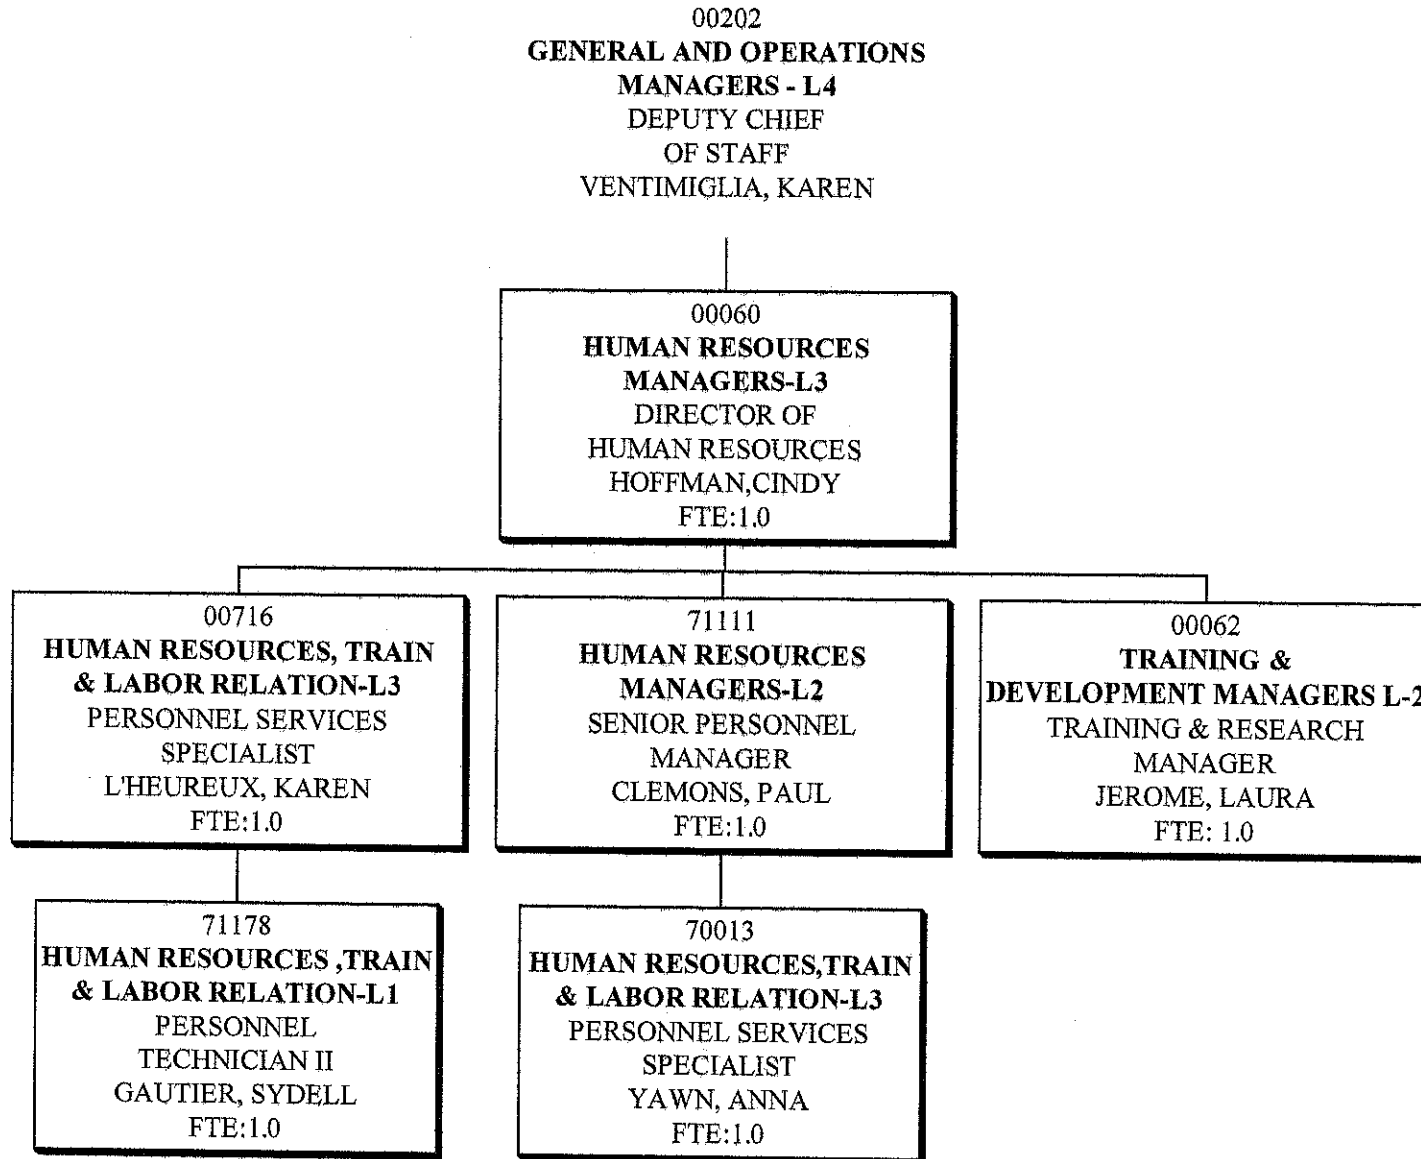 00202
GENERAL AND OPERATIONS
MANAGERS - L4
DEPUTY CHIEF
OF STAFF
VENTIMIGLIA, KAREN
00060
HUMAN RESOURCES
MANAGERS-L3
DIRECTOR OF
HUMAN RESOURCES
HOFFMAN,CINDY
FTE:1.0
00716
HUMAN RESOURCES, TRAIN
& LABOR RELATION-L3
PERSONNEL SERVICES
SPECIALIST
L'HEUREUX, KAREN
FTE:1.0
71111
HUMAN RESOURCES
MANAGERS-L2
SENIOR PERSONNEL
MANAGER
CLEMONS, PAUL
FTE:1.0
00062
TRAINING &
DEVELOPMENT MANAGERS L-2
TRAINING & RESEARCH
MANAGER
JEROME, LAURA
FTE: 1.0
71178
HUMAN RESOURCES ,TRAIN
& LABOR RELATION-L1
PERSONNEL
TECHNICIAN II
GAUTIER, SYDELL
FTE:1.0
70013
HUMAN RESOURCES,TRAIN
& LABOR RELATION-L3
PERSONNEL SERVICES
SPECIALIST
YAWN, ANNA
FTE:1.0